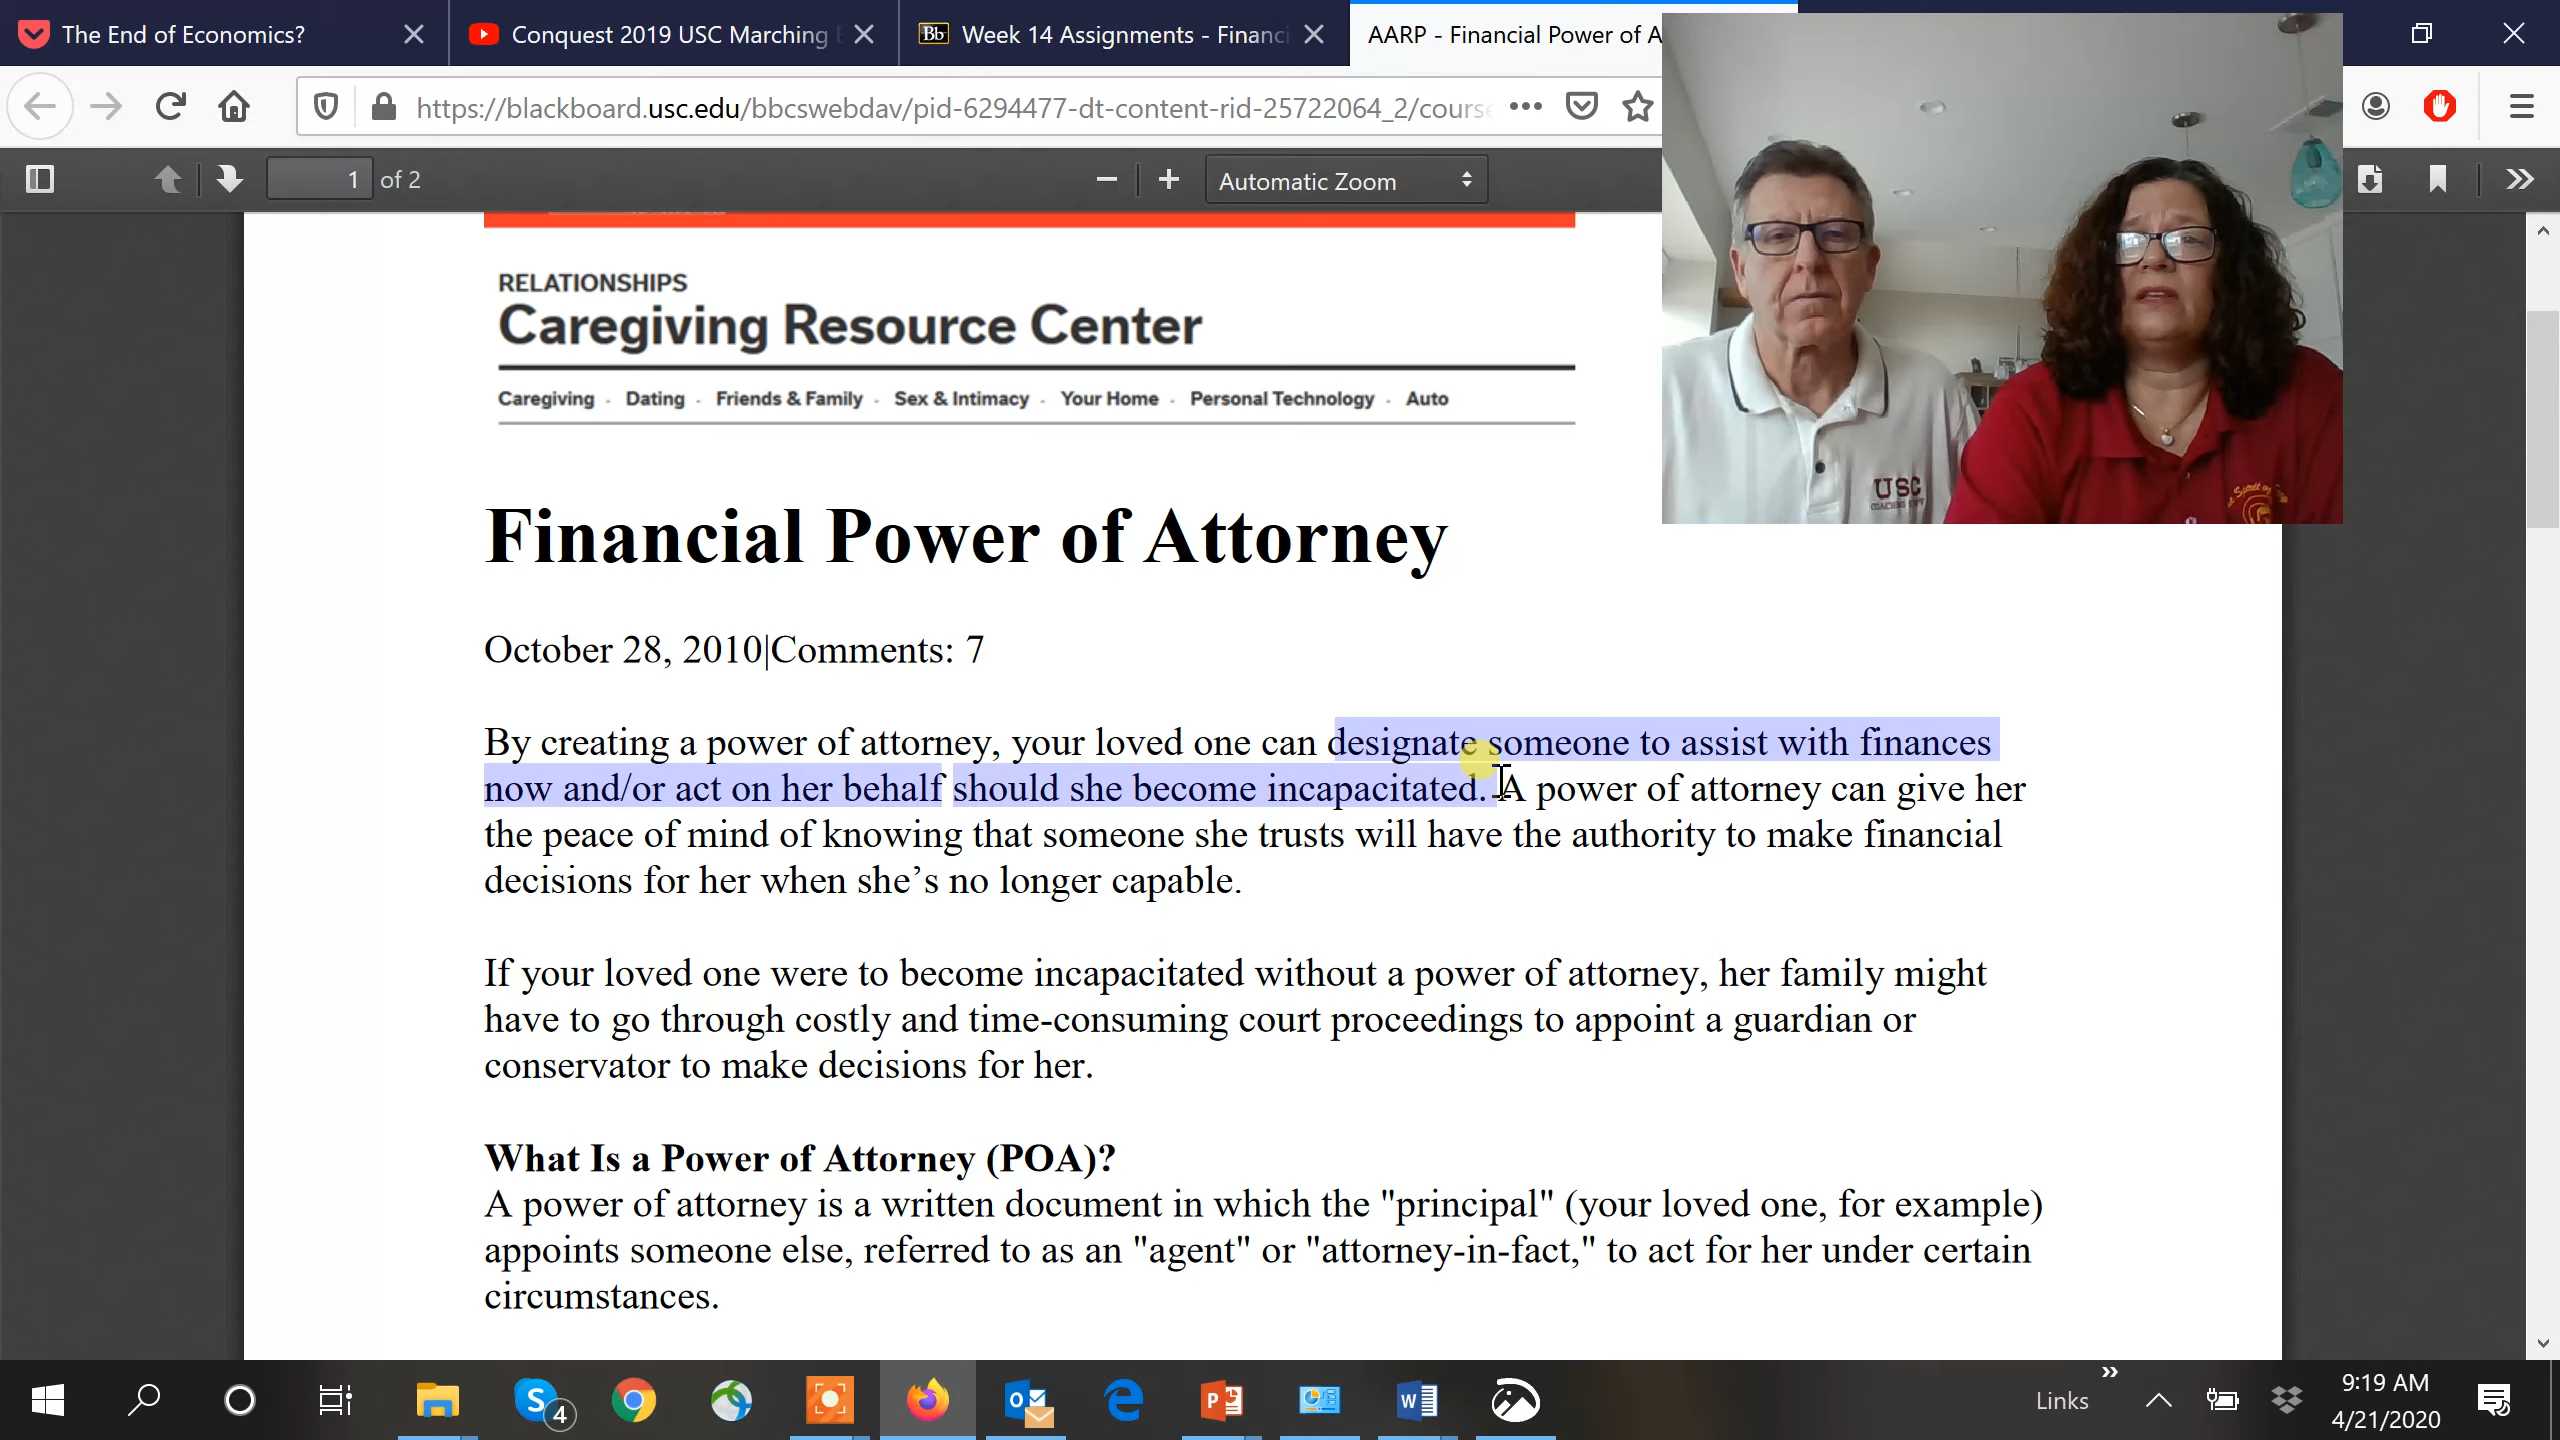 The End of Economics?
Conquest 2019 USC Marching
Week 14 Assignments - Financi
AARP - Financial Power of A
https://blackboard.usc.edu/bbcswebdav/pid-6294477-dt-content-rid-25722064_2/course
1 of 2
Automatic Zoom
RELATIONSHIPS
Caregiving Resource Center
Caregiving · Dating · Friends & Family · Sex & Intimacy · Your Home · Personal Technology · Auto
USC
Financial Power of Attorney
October 28, 2010|Comments: 7
By creating a power of attorney, your loved one can designate someone to assist with finances
now and/or act on her behalf should she become incapacitated. A power of attorney can give her
the peace of mind of knowing that someone she trusts will have the authority to make financial
decisions for her when she’s no longer capable.
If your loved one were to become incapacitated without a power of attorney, her family might
have to go through costly and time-consuming court proceedings to appoint a guardian or
conservator to make decisions for her.
What Is a Power of Attorney (POA)?
A power of attorney is a written document in which the "principal" (your loved one, for example)
appoints someone else, referred to as an "agent" or "attorney-in-fact," to act for her under certain
circumstances.
4
Links
9:19 AM
4/21/2020